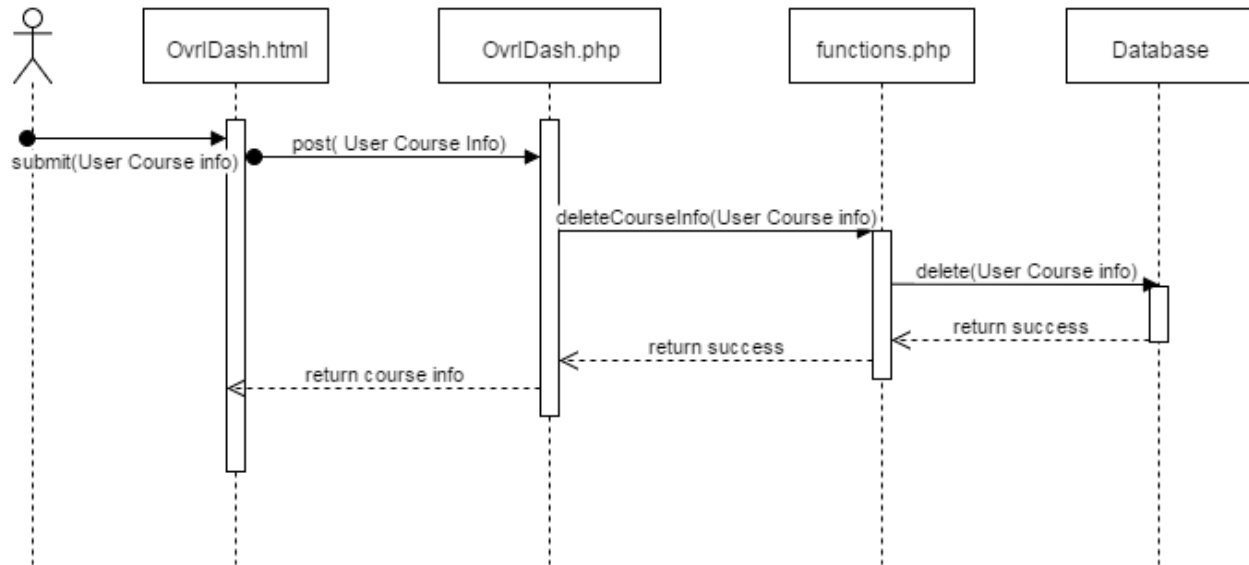 OvrlDash.html
OvrlDash.php
functions.php
Database
submit(User Course info)
post( User Course Info)
deleteCourseInfo(User Course info)
delete(User Course info)
return success
return success
return course info